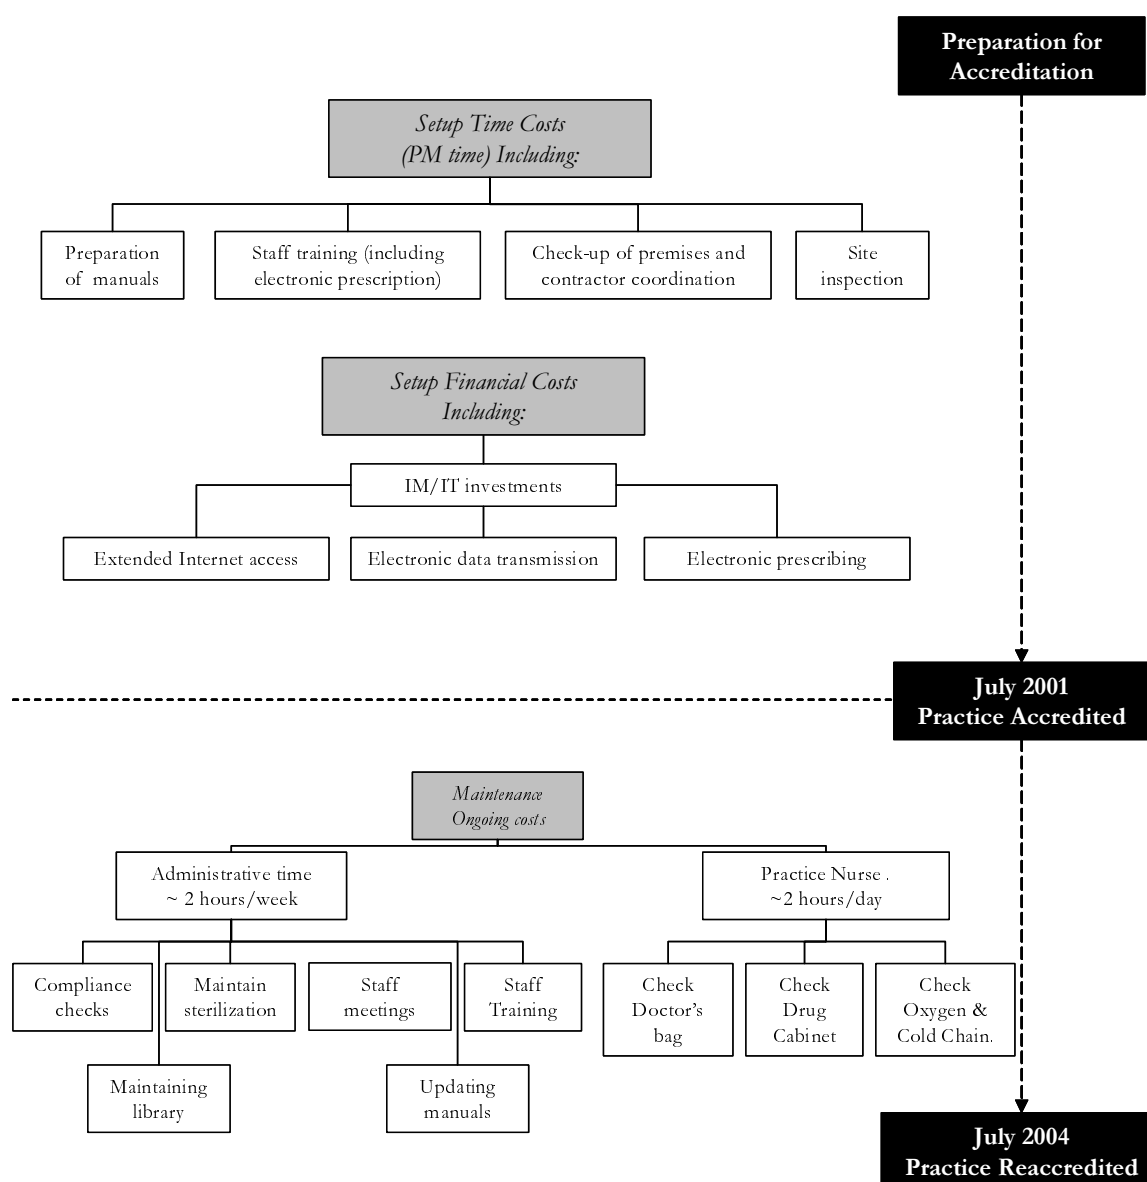 Preparation for
Accreditation
Setup Time Costs
(PM time) Including:
Preparation
of manuals
Staff training (including
electronic prescription)
Check-up of premises and
contractor coordination
Site
inspection
Setup Financial Costs
Including:
IM/IT investments
Extended Internet access
Electronic data transmission
Electronic prescribing
July 2001
Practice Accredited
Maintenance
Ongoing costs
Administrative time
~ 2 hours/week
Practice Nurse .
~2 hours/day
Compliance
checks
Maintain
sterilization
Staff
meetings
Staff
Training
Check
Doctor's
bag
Check
Drug
Cabinet
Check
Oxygen &
Cold Chain.
Maintaining
library
Updating
manuals
July 2004
Practice Reaccredited